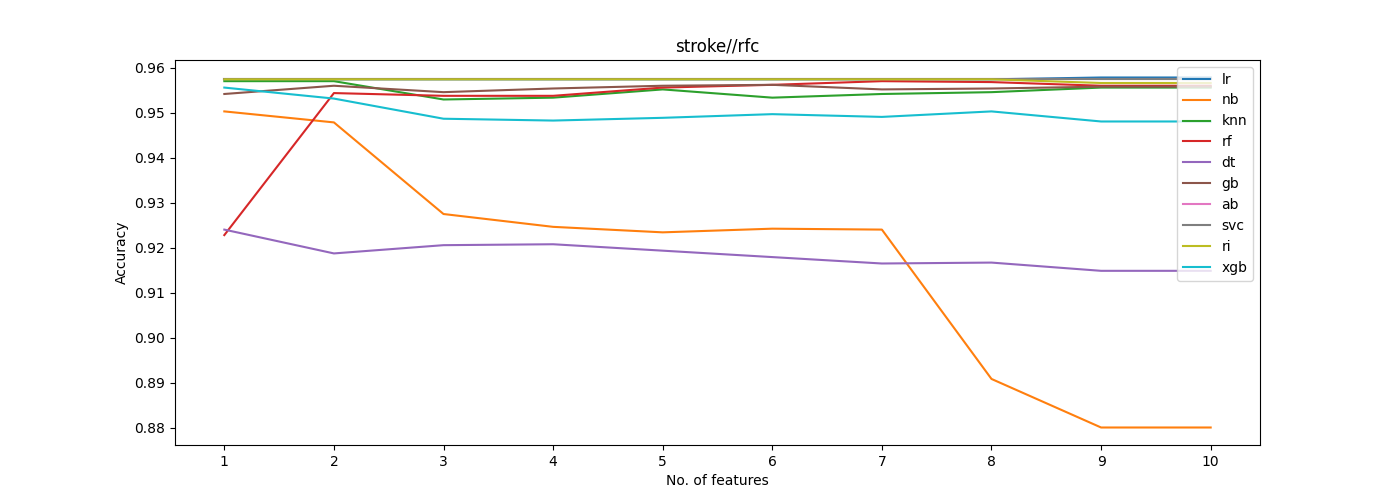 stroke//rfc
Accuracy
0.96
0.95
0.94
0.93
0.92
0.91
0.90
0.89
0.88
lr
nb
knn
rf
dt
gb
ab
svc
ri
xgb
1 2 3 4 5 6 7 8 9 10
No. of features